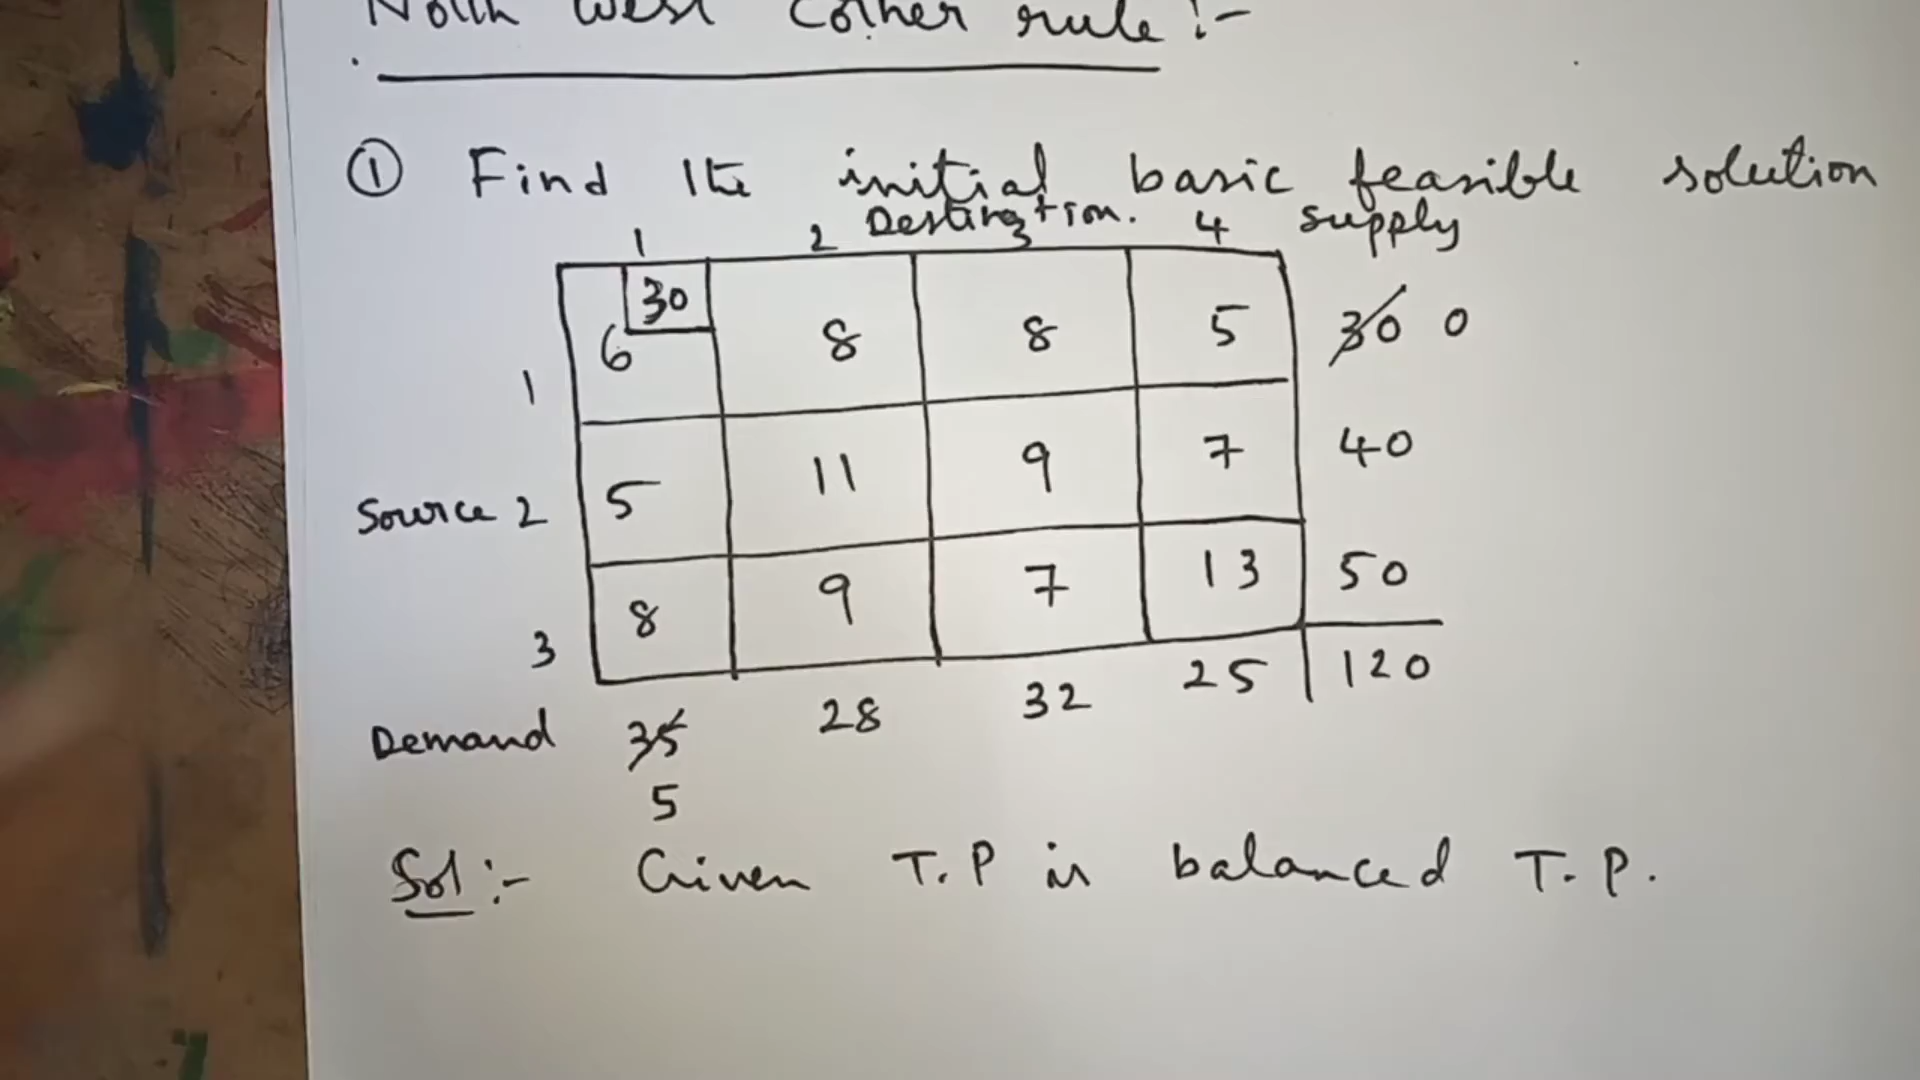 North West Corner rule :-
① Find the initial basic feasible solution
Destination. supply
1 2 3 4
30
1 6 8 8 5 30 0
Source 2 5 11 9 7 40
3 8 9 7 13 50
Demand 35 28 32 25 120
5
Sol :- Given T.P is balanced T.P.